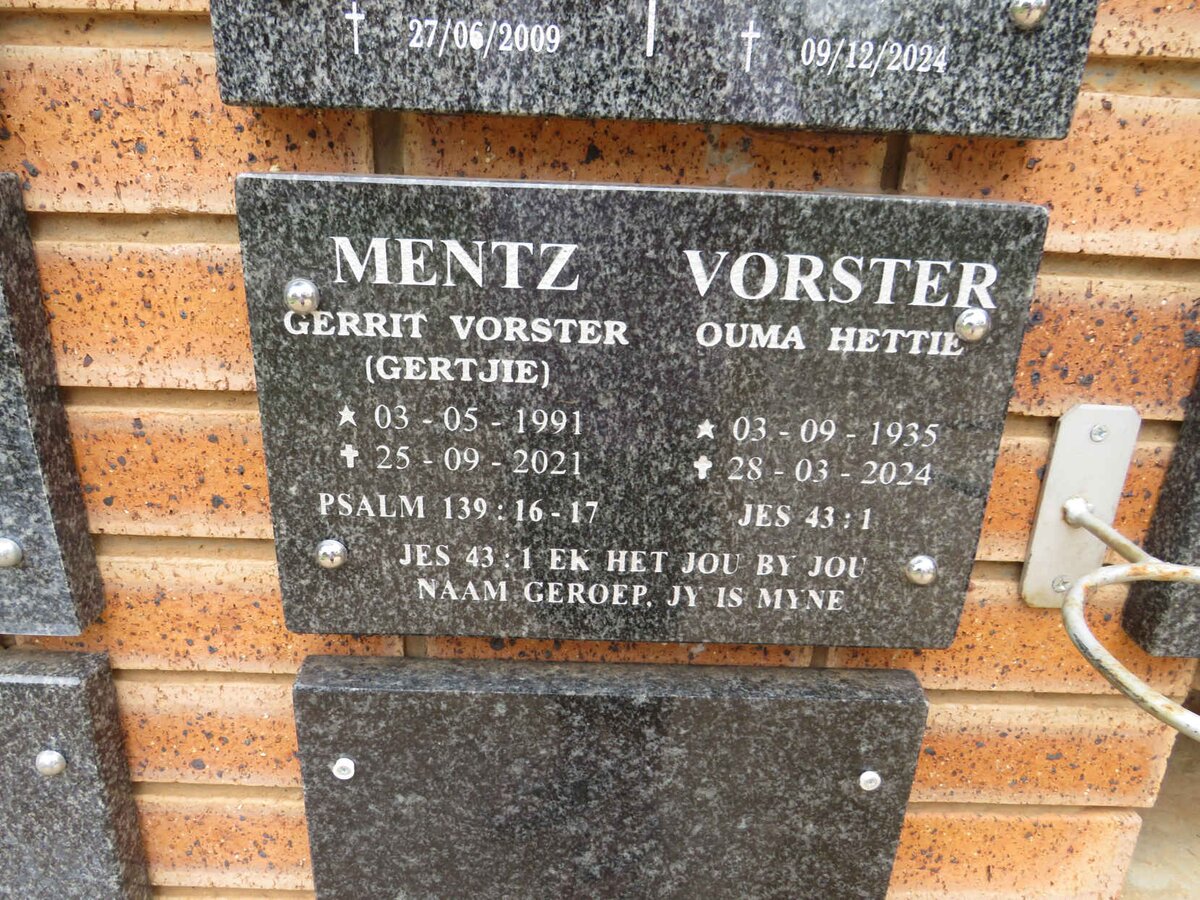 27/06/2009 09/12/2024
MENTZ
GERRIT VORSTER
(GERTJIE)
03 - 05 - 1991
25 - 09 - 2021
PSALM 139 : 16 - 17
VORSTER
OUMA HETTIE
03 - 09 - 1935
28 - 03 - 2024
JES 43 : 1
JES 43 : 1 EK HET JOU BY JOU
NAAM GEROEP, JY IS MYNE